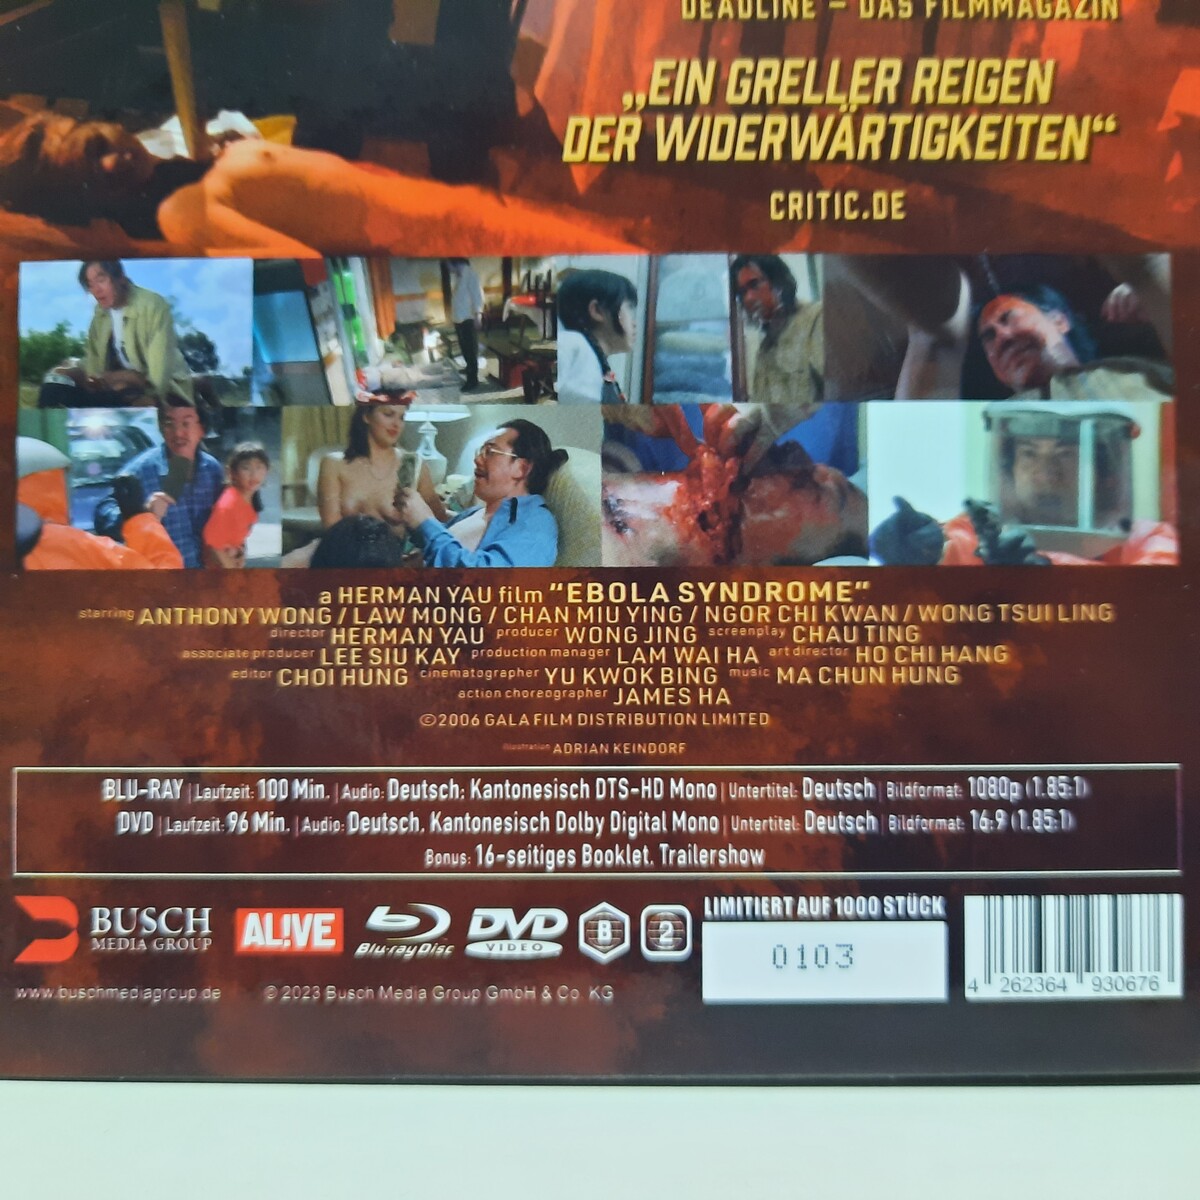 DEADLINE – DAS FILMMAGAZIN
„EIN GRELLER REIGEN
DER WIDERWÄRTIGKEITEN“
CRITIC.DE
a HERMAN YAU film “EBOLA SYNDROME”
starring ANTHONY WONG / LAW MONG / CHAN MIU YING / NGOR CHI KWAN / WONG TSUI LING
director HERMAN YAU producer WONG JING screenplay CHAU TING
associate producer LEE SIU KAY production manager LAM WAI HA art director HO CHI HANG
editor CHOI HUNG cinematographer YU KWOK BING music MA CHUN HUNG
action choreographer JAMES HA
©2006 GALA FILM DISTRIBUTION LIMITED
Illustration ADRIAN KEINDORF
BLU-RAY | Laufzeit: 100 Min. | Audio: Deutsch, Kantonesisch DTS-HD Mono | Untertitel: Deutsch | Bildformat: 1080p (1.85:1)
DVD | Laufzeit: 96 Min. | Audio: Deutsch, Kantonesisch Dolby Digital Mono | Untertitel: Deutsch | Bildformat: 16:9 (1.85:1)
Bonus: 16-seitiges Booklet, Trailershow
BUSCH
MEDIA GROUP
AL!VE
Blu-ray Disc
DVD
VIDEO
B
2
LIMITIERT AUF 1000 STÜCK
0103
4 262364 930676
www.buschmediagroup.de © 2023 Busch Media Group GmbH & Co. KG